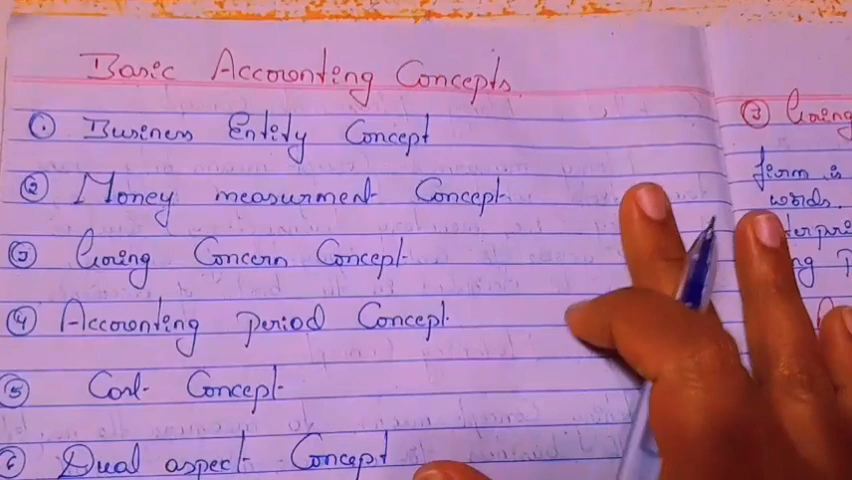 Basic Accounting Concepts.
① Business Entity Concept
② Money measurment Concept
③ Going Concern Concept
④ Accounting period Concept
⑤ Cost Concept
⑥ Dual aspect Concept
③ Going
firm is
words.